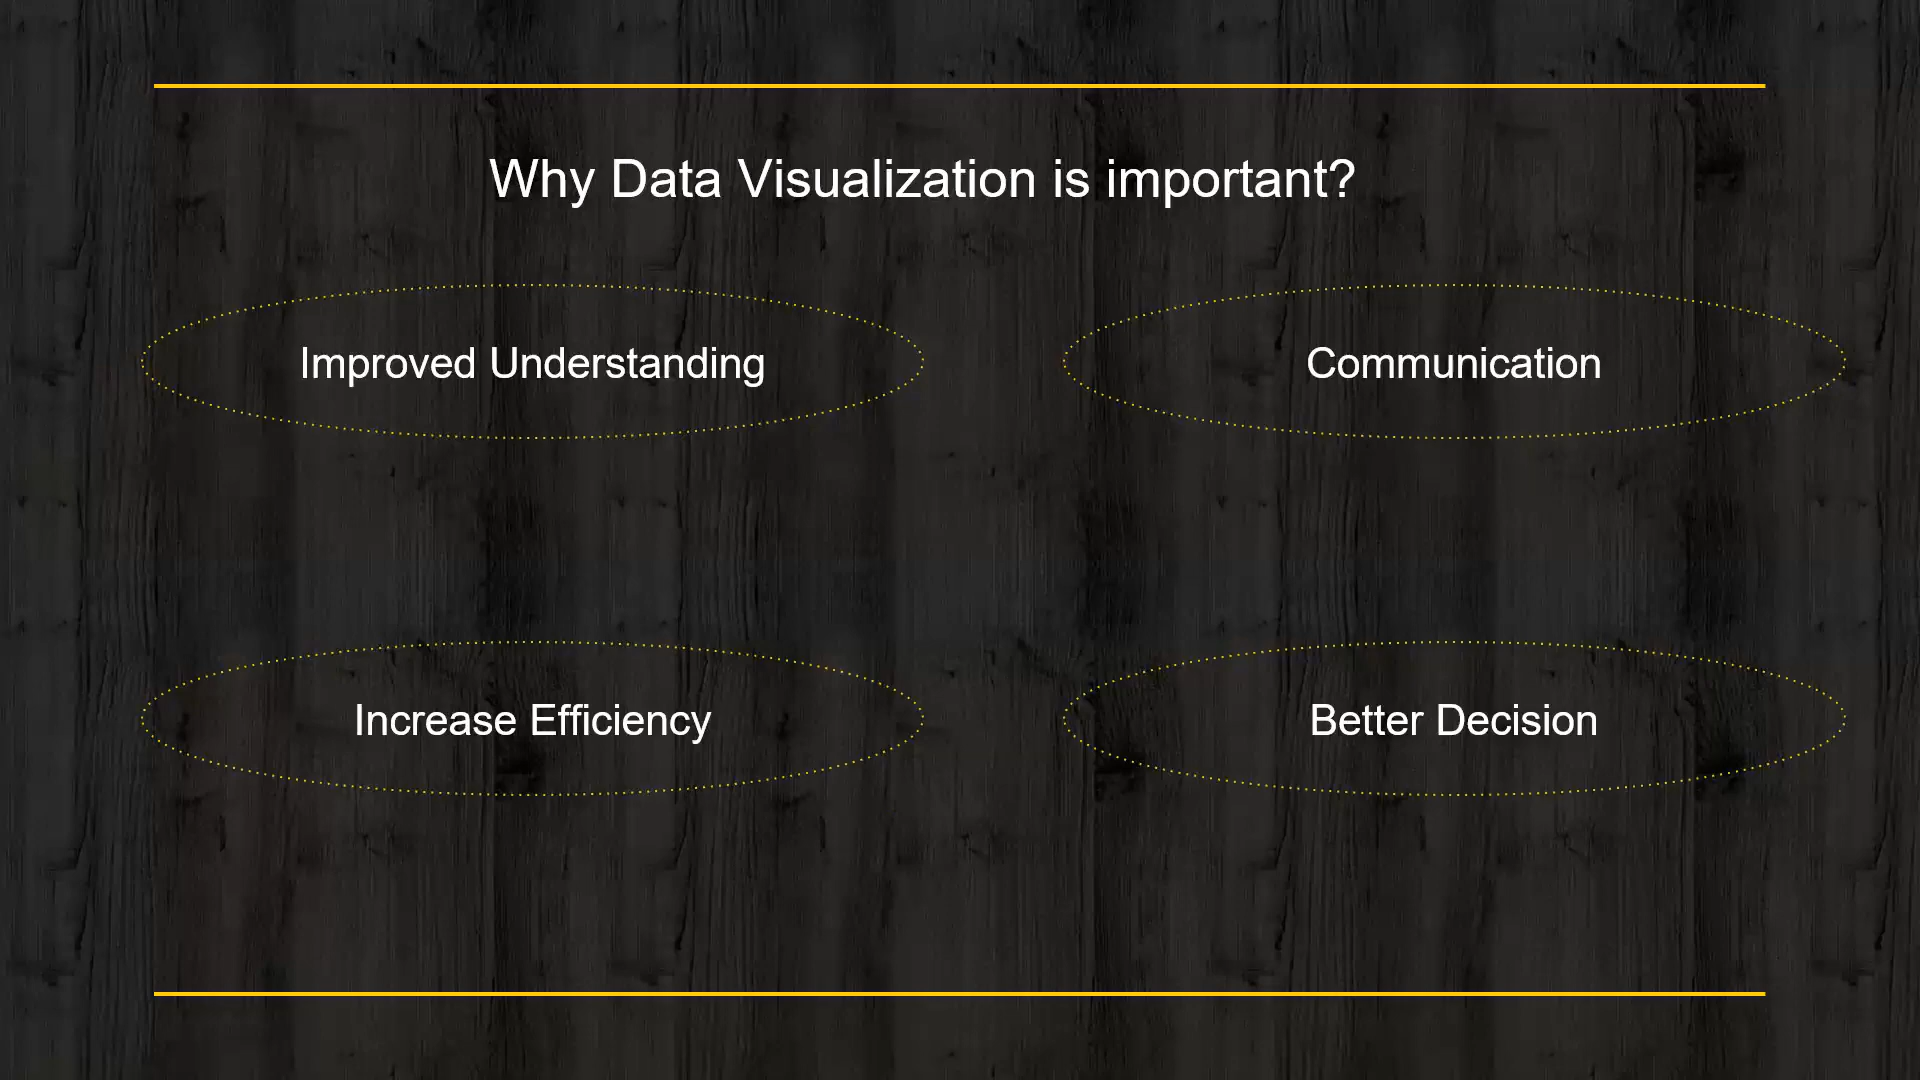 Why Data Visualization is important?
Improved Understanding
Communication
Increase Efficiency
Better Decision